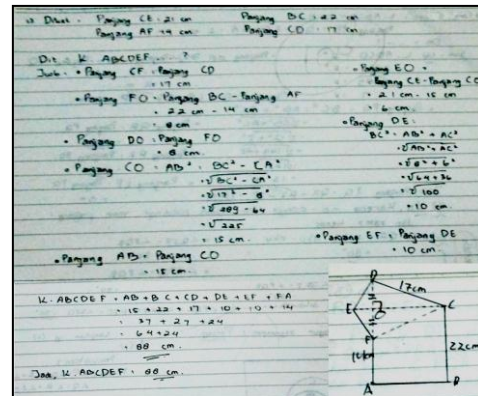 Diket : Panjang CE = 21 cm
Panjang BC = 22 cm
Panjang AF = 14 cm
Panjang CD = 17 cm
Dit. K. ABCDEF ?
Jwb : • Panjang CF = Panjang CD
= 17 cm
• Panjang FO = Panjang BC - Panjang AF
= 22 cm - 14 cm
= 8 cm
• Panjang DO = Panjang FO
= 8 cm.
• Panjang CO = AB² = BC² - CA²
= √BC² - CA²
= √17² - 8²
= √289 - 64
= √225
= 15 cm
• Panjang AB = Panjang CO
= 15 cm.
• Panjang EO =
Panjang CE - Panjang CO
= 21 cm - 15 cm
= 6 cm.
• Panjang DE :
BC² = AB² + AC²
= √AB² + AC²
= √8² + 6²
= √64 + 36
= √100
= 10 cm.
• Panjang EF = Panjang DE
= 10 cm
K. ABCDEF = AB + BC + CD + DE + EF + FA
= 15 + 22 + 17 + 10 + 10 + 14
= 37 + 27 + 24
= 64 + 24
= 88 cm.
Jadi, K. ABCDEF = 88 cm.
D
17cm
E
C
F
14cm
22cm
A
B